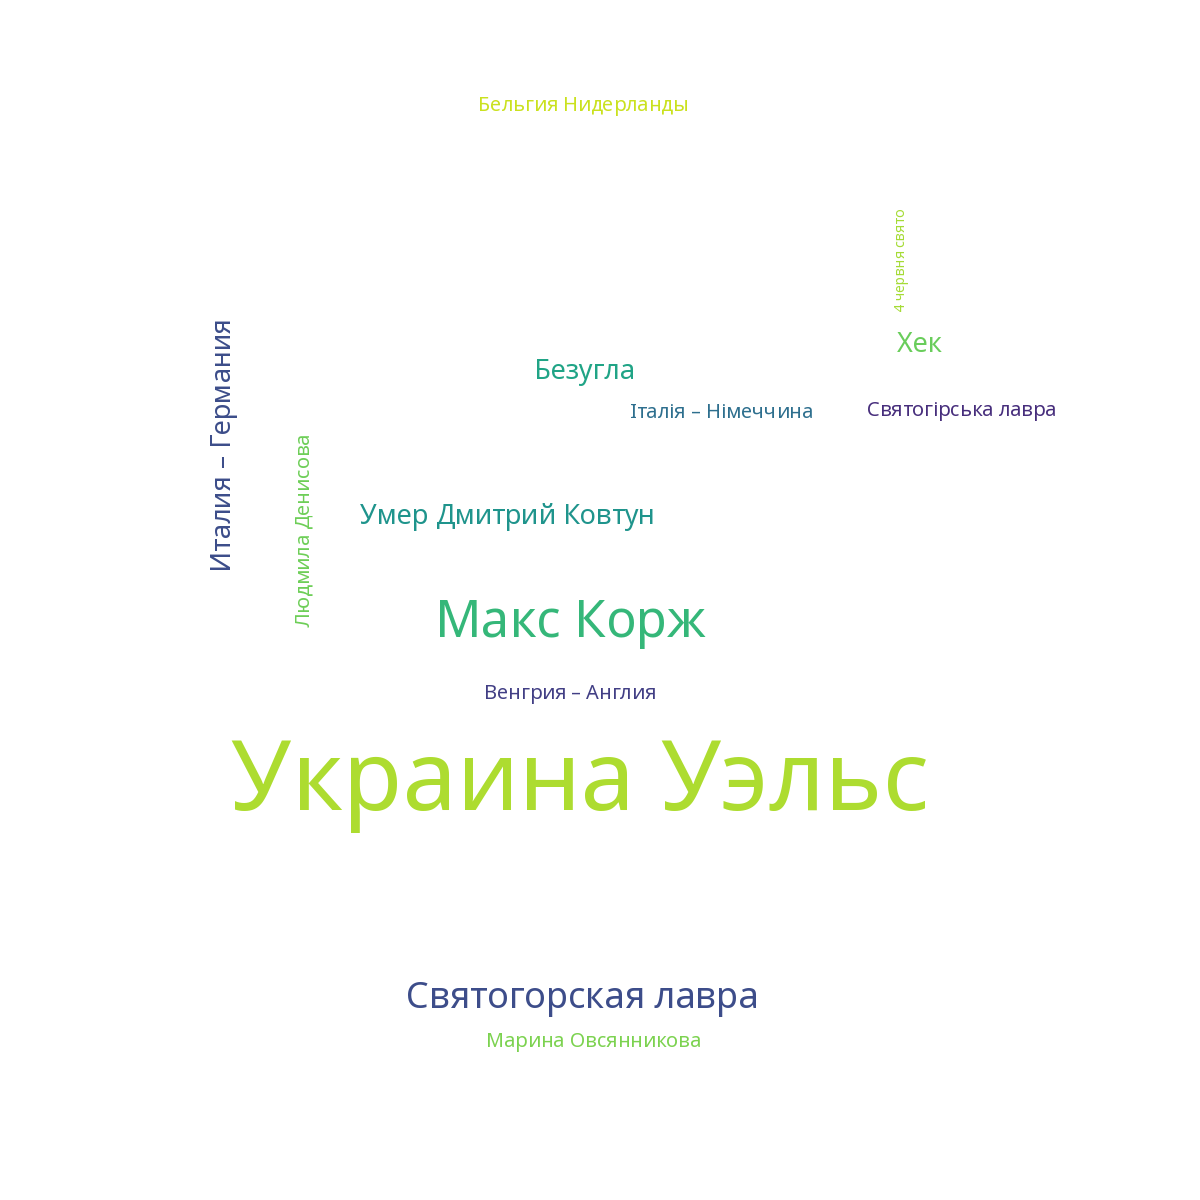 Бельгия Нидерланды
4 червня свято
Хек
Италия – Германия
Безугла
Італія – Німеччина
Святогірська лавра
Людмила Денисова
Умер Дмитрий Ковтун
Макс Корж
Венгрия – Англия
Украина Уэльс
Святогорская лавра
Марина Овсянникова